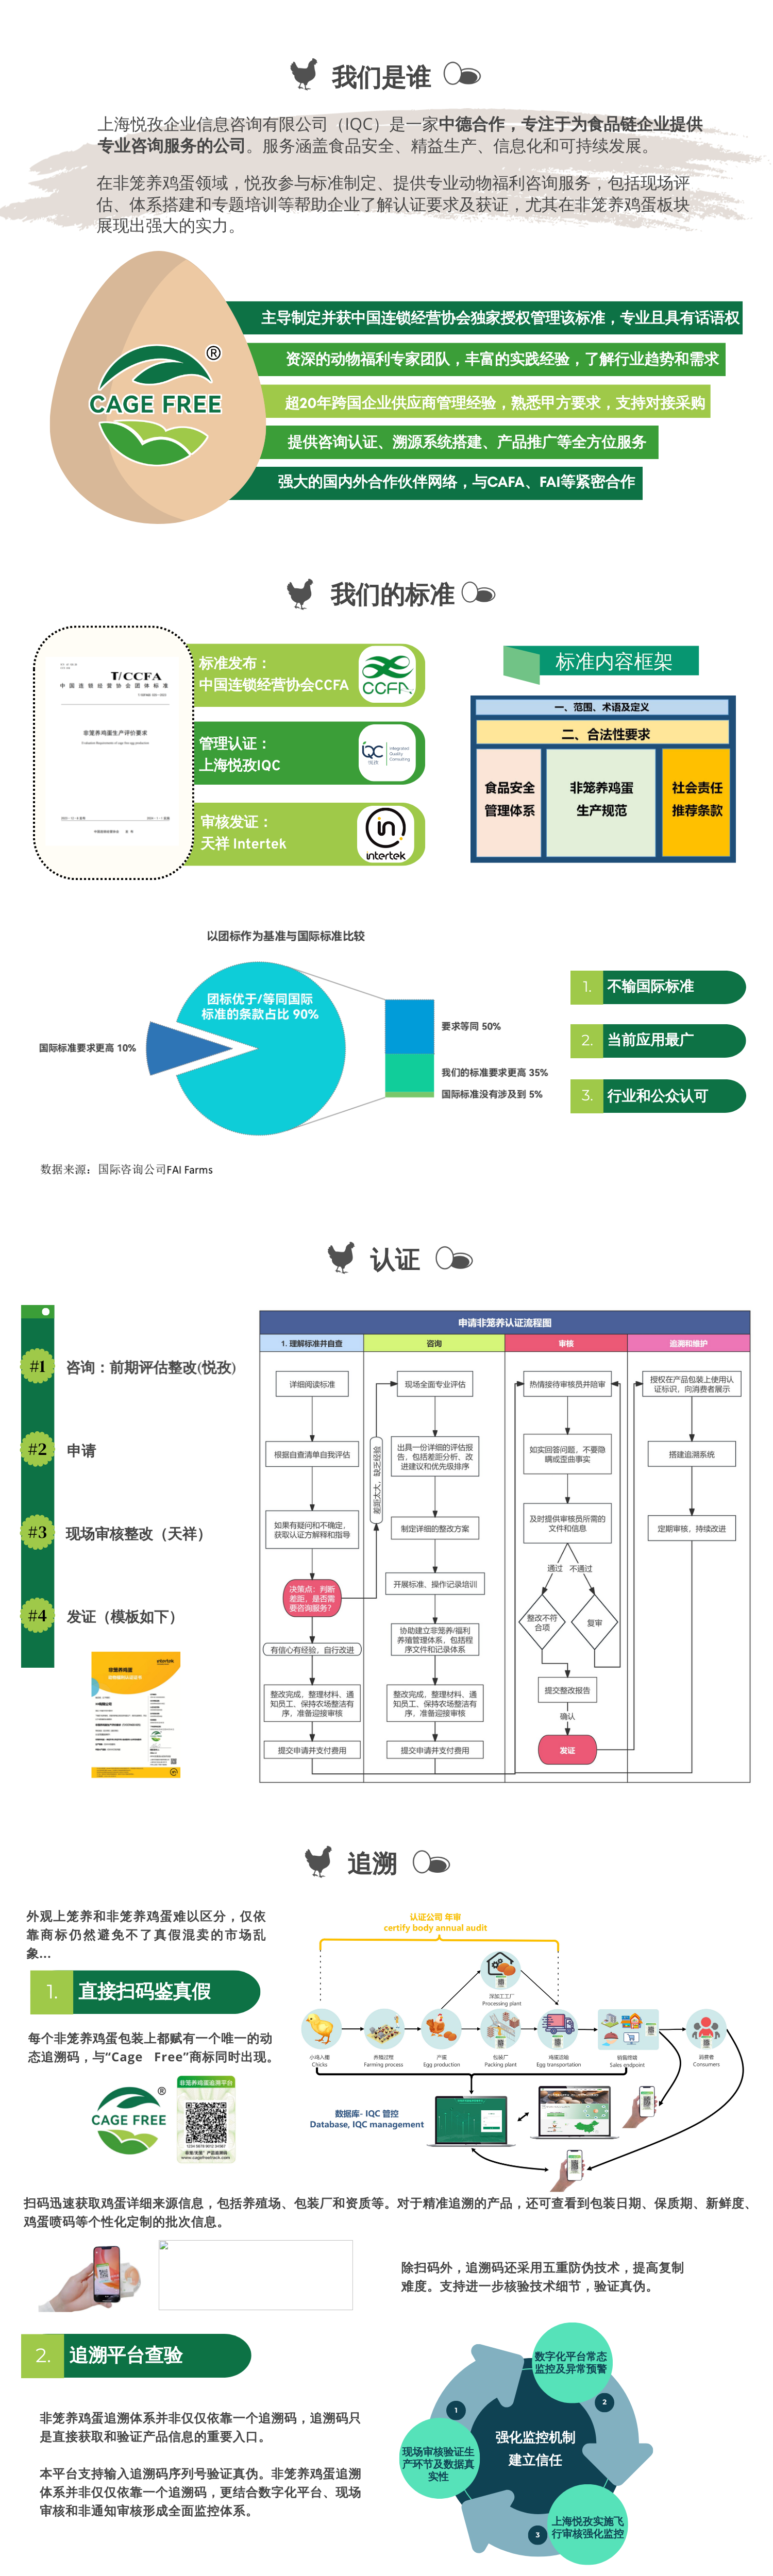 我们是谁
上海悦孜企业信息咨询有限公司（IQC）是一家中德合作，专注于为食品链企业提供
专业咨询服务的公司。服务涵盖食品安全、精益生产、信息化和可持续发展。
在非笼养鸡蛋领域，悦孜参与标准制定、提供专业动物福利咨询服务，包括现场评
估、体系搭建和专题培训等帮助企业了解认证要求及获证，尤其在非笼养鸡蛋板块
展现出强大的实力。
CAGE FREE
®
主导制定并获中国连锁经营协会独家授权管理该标准，专业且具有话语权
资深的动物福利专家团队，丰富的实践经验，了解行业趋势和需求
超20年跨国企业供应商管理经验，熟悉甲方要求，支持对接采购
提供咨询认证、溯源系统搭建、产品推广等全方位服务
强大的国内外合作伙伴网络，与CAFA、FAI等紧密合作
我们的标准
T/CCFA
中国连锁经营协会团体标准
非笼养鸡蛋生产评价要求
标准发布：
中国连锁经营协会CCFA
CCFA
管理认证：
上海悦孜IQC
IQC
悦孜
Integrated
Quality
Consulting
审核发证：
天祥 Intertek
in
intertek
标准内容框架
一、范围、术语及定义
二、合法性要求
食品安全
管理体系
非笼养鸡蛋
生产规范
社会责任
推荐条款
以团标作为基准与国际标准比较
团标优于/等同国际
标准的条款占比 90%
国际标准要求更高 10%
要求等同 50%
我们的标准要求更高 35%
国际标准没有涉及到 5%
1. 不输国际标准
2. 当前应用最广
3. 行业和公众认可
数据来源：国际咨询公司FAI Farms
认证
#1 咨询：前期评估整改(悦孜)
#2 申请
#3 现场审核整改（天祥）
#4 发证（模板如下）
intertek
非笼养鸡蛋
申请非笼养认证流程图
1. 理解标准并自查
咨询
审核
追溯和维护
详细阅读标准
根据自查清单自我评估
如果有疑问和不确定，
获取认证方解释和指导
决策点：判断
差距，是否需
要咨询服务？
有信心有经验，自行改进
整改完成，整理材料、通
知员工，保持农场整洁有
序，准备迎接审核
提交申请并支付费用
差距太大，缺乏经验
现场全面专业评估
出具一份详细的评估报
告，包括差距分析、改
进建议和优先级排序
制定详细的整改方案
开展标准、操作记录培训
协助建立非笼养/福利
养殖管理体系，包括程
序文件和记录体系
整改完成，整理材料、通
知员工，保持农场整洁有
序，准备迎接审核
提交申请并支付费用
热情接待审核员并陪审
如实回答问题，不要隐
瞒或歪曲事实
及时提供审核员所需的
文件和信息
通过
不通过
整改不符
合项
复审
提交整改报告
确认
发证
授权在产品包装上使用认
证标识，向消费者展示
搭建追溯系统
定期审核，持续改进
追溯
外观上笼养和非笼养鸡蛋难以区分，仅依
靠商标仍然避免不了真假混卖的市场乱
象...
1. 直接扫码鉴真假
每个非笼养鸡蛋包装上都赋有一个唯一的动
态追溯码，与“Cage Free”商标同时出现。
CAGE FREE
®
非笼养鸡蛋追溯平台
1234 5678 9012 34567
www.cagefreetrack.com
认证公司 年审
certify body annual audit
深加工工厂
Processing plant
小鸡入棚
Chicks
养殖过程
Farming process
产蛋
Egg production
包装厂
Packing plant
鸡蛋运输
Egg transportation
销售终端
Sales endpoint
消费者
Consumers
数据库- IQC 管控
Database, IQC management
扫码迅速获取鸡蛋详细来源信息，包括养殖场、包装厂和资质等。对于精准追溯的产品，还可查看到包装日期、保质期、新鲜度、
鸡蛋喷码等个性化定制的批次信息。
除扫码外，追溯码还采用五重防伪技术，提高复制
难度。支持进一步核验技术细节，验证真伪。
2. 追溯平台查验
非笼养鸡蛋追溯体系并非仅仅依靠一个追溯码，追溯码只
是直接获取和验证产品信息的重要入口。
本平台支持输入追溯码序列号验证真伪。非笼养鸡蛋追溯
体系并非仅仅依靠一个追溯码，更结合数字化平台、现场
审核和非通知审核形成全面监控体系。
数字化平台常态
监控及异常预警
1
2
强化监控机制
建立信任
现场审核验证生
产环节及数据真
实性
上海悦孜实施飞
行审核强化监控
3